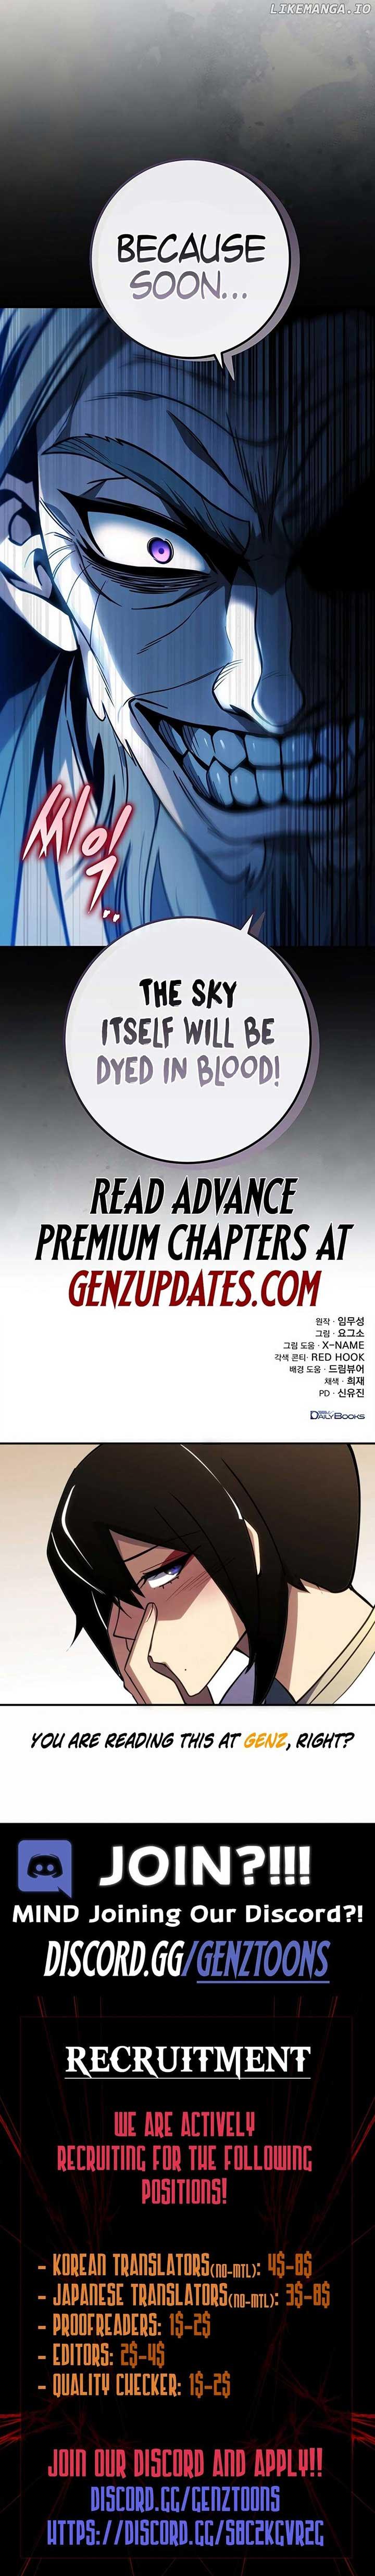 LIKEMANGA.IO
BECAUSE
SOON...
씨익..
THE SKY
ITSELF WILL BE
DYED IN BLOOD!
READ ADVANCE
PREMIUM CHAPTERS AT
GENZUPDATES.COM
원작 · 임무성
그림 · 요그소
그림 도움 · X-NAME
각색 콘티 · RED HOOK
배경 도움 · 드림뷰어
채색 · 희재
PD · 신유진
DAILYBOOKS
YOU ARE READING THIS AT GENZ, RIGHT?
JOIN?!!!
MIND Joining Our Discord?!
DISCORD.GG/GENZTOONS
RECRUITMENT
WE ARE ACTIVELY
RECRUITING FOR THE FOLLOWING
POSITIONS!
- KOREAN TRANSLATORS(NO-MTL): 4$-8$
- JAPANESE TRANSLATORS(NO-MTL): 3$-8$
- PROOFREADERS: 1$-2$
- EDITORS: 2$-4$
- QUALITY CHECKER: 1$-2$
JOIN OUR DISCORD AND APPLY!!
DISCORD.GG/GENZTOONS